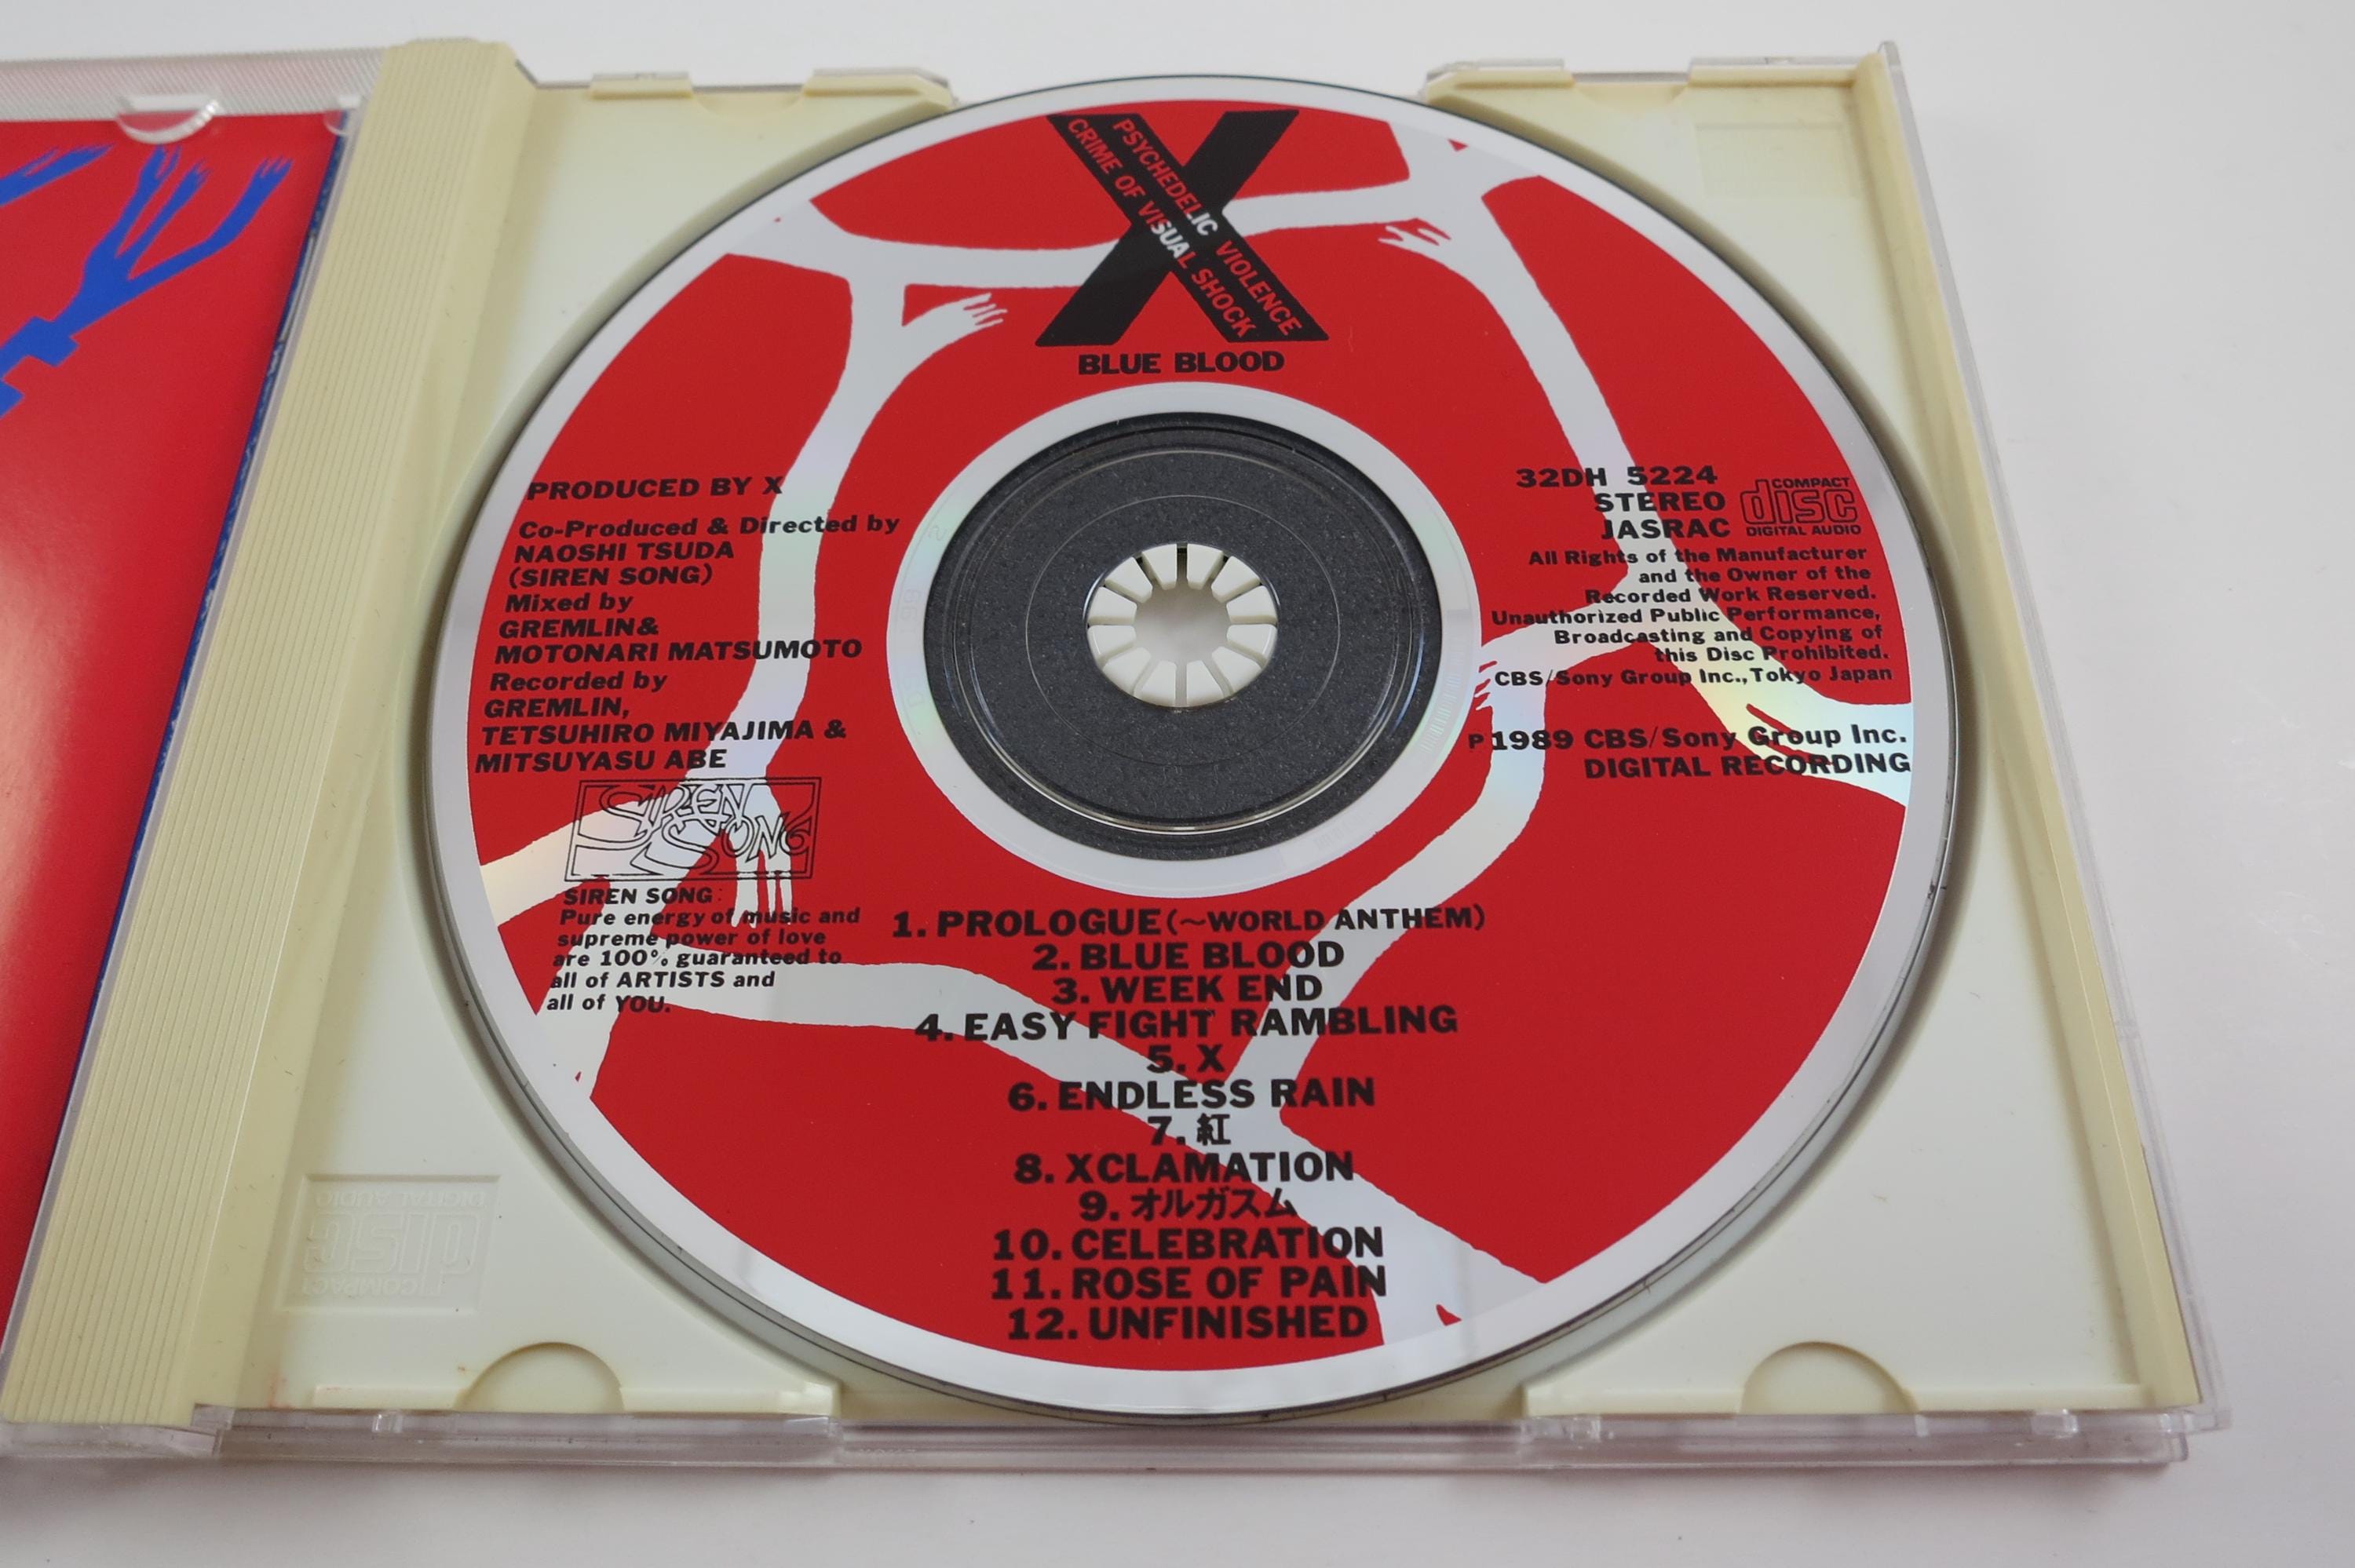 PSYCHEDELIC VIOLENCE
CRIME OF VISUAL SHOCK
X
BLUE BLOOD
PRODUCED BY X
Co-Produced & Directed by
NAOSHI TSUDA
(SIREN SONG)
Mixed by
GREMLIN&
MOTONARI MATSUMOTO
Recorded by
GREMLIN,
TETSUHIRO MIYAJIMA &
MITSUYASU ABE
SIREN
SONG
SIREN SONG:
Pure energy of music and
supreme power of love
are 100% guaranteed to
all of ARTISTS and
all of YOU.
32DH 5224
STEREO
JASRAC
COMPACT
disc
DIGITAL AUDIO
All Rights of the Manufacturer
and the Owner of the
Recorded Work Reserved.
Unauthorized Public Performance,
Broadcasting and Copying of
this Disc Prohibited.
CBS/Sony Group Inc., Tokyo Japan
P1989 CBS/Sony Group Inc.
DIGITAL RECORDING
1. PROLOGUE(~WORLD ANTHEM)
2. BLUE BLOOD
3. WEEK END
4. EASY FIGHT RAMBLING
5. X
6. ENDLESS RAIN
7. 紅
8. XCLAMATION
9. オルガスム
10. CELEBRATION
11. ROSE OF PAIN
12. UNFINISHED
COMPACT
disc
DIGITAL AUDIO